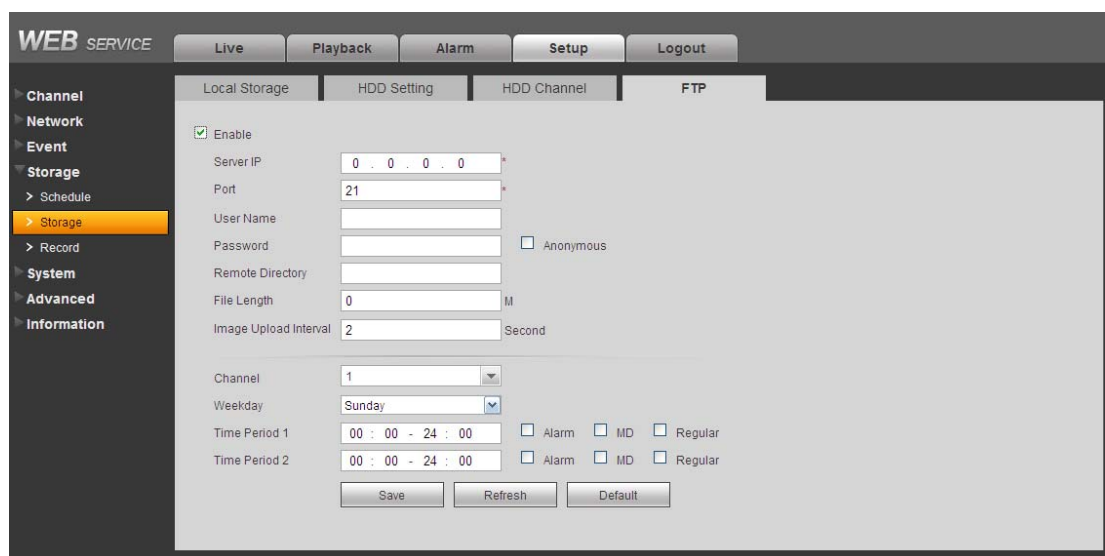 WEB SERVICE
Live Playback Alarm Setup Logout
Local Storage HDD Setting HDD Channel FTP
Channel
Network
Event
Storage
> Schedule
> Storage
> Record
System
Advanced
Information
Enable
Server IP 0 . 0 . 0 . 0 *
Port 21 *
User Name
Password Anonymous
Remote Directory
File Length 0 M
Image Upload Interval 2 Second
Channel 1
Weekday Sunday
Time Period 1 00 : 00 - 24 : 00 Alarm MD Regular
Time Period 2 00 : 00 - 24 : 00 Alarm MD Regular
Save Refresh Default